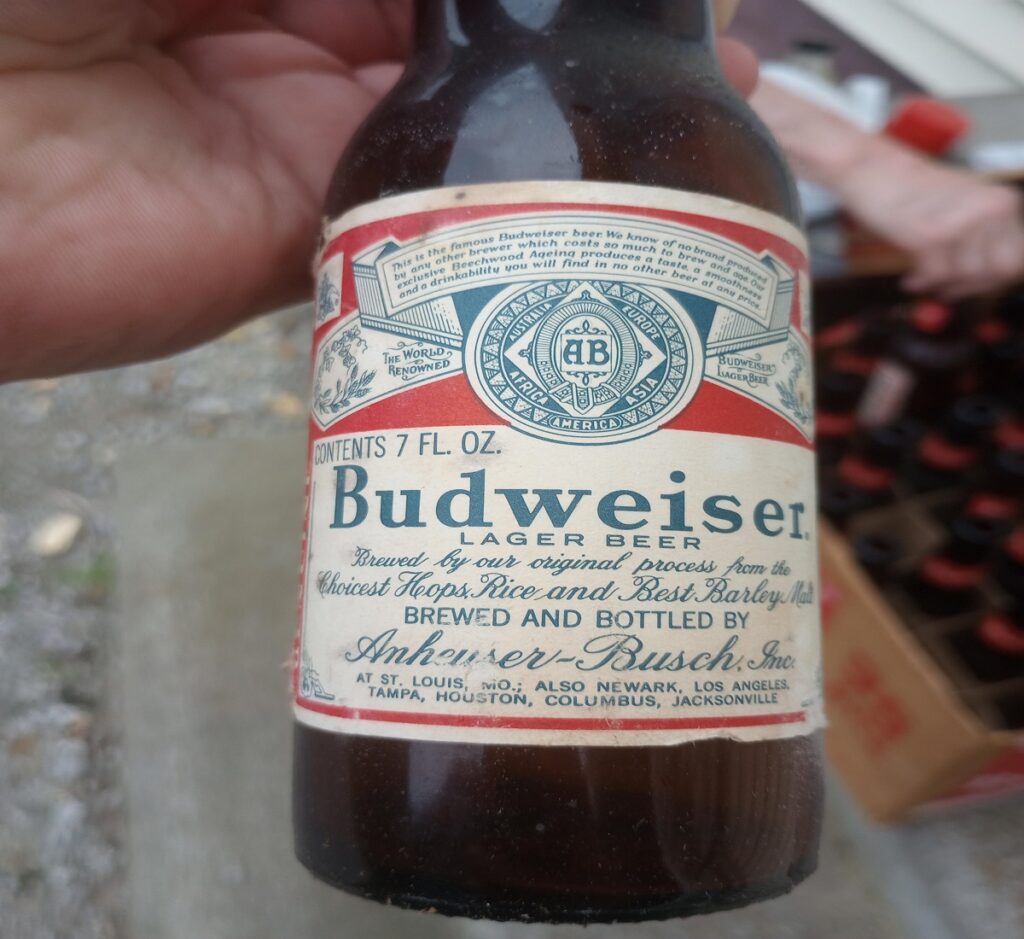 This is the famous Budweiser beer. We know of no brand produced
by any other brewer which costs so much to brew and age. Our
exclusive Beechwood Ageing produces a taste, a smoothness
and a drinkability you will find in no other beer at any price.
THE WORLD
RENOWNED
AUSTRALIA
EUROPE
AB
AFRICA
ASIA
AMERICA
BUDWEISER
LAGER BEER
CONTENTS 7 FL. OZ.
Budweiser.
LAGER BEER
Brewed by our original process from the
Choicest Hops, Rice and Best Barley Malt
BREWED AND BOTTLED BY
Anheuser-Busch, Inc.
AT ST. LOUIS, MO.; ALSO NEWARK, LOS ANGELES,
TAMPA, HOUSTON, COLUMBUS, JACKSONVILLE